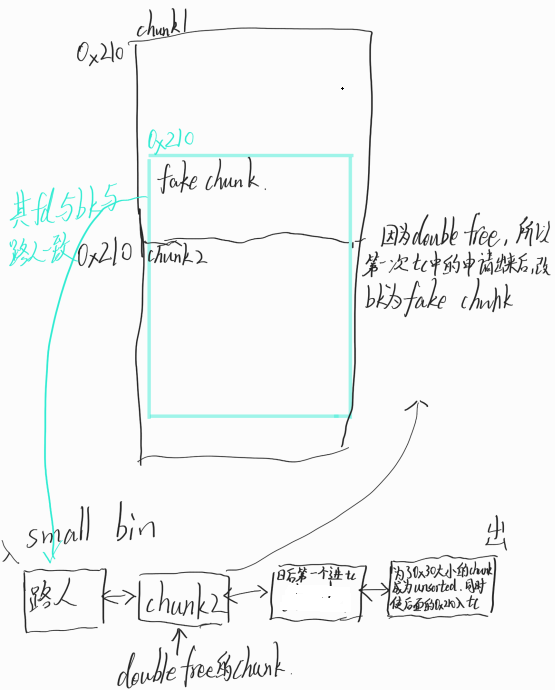 chunk1
0x210
0x210
fake chunk.
其fd与bk与
路人一致
0x210
chunk2
因为double free, 所以
第一次tc中的申请出来后,改
bk为fake chunk
small bin
入
出
路人
chunk2
日后第一个进tc
为了0x30大小的chunk
成为unsorted,同时
使后面的0x210入tc
double free的chunk.